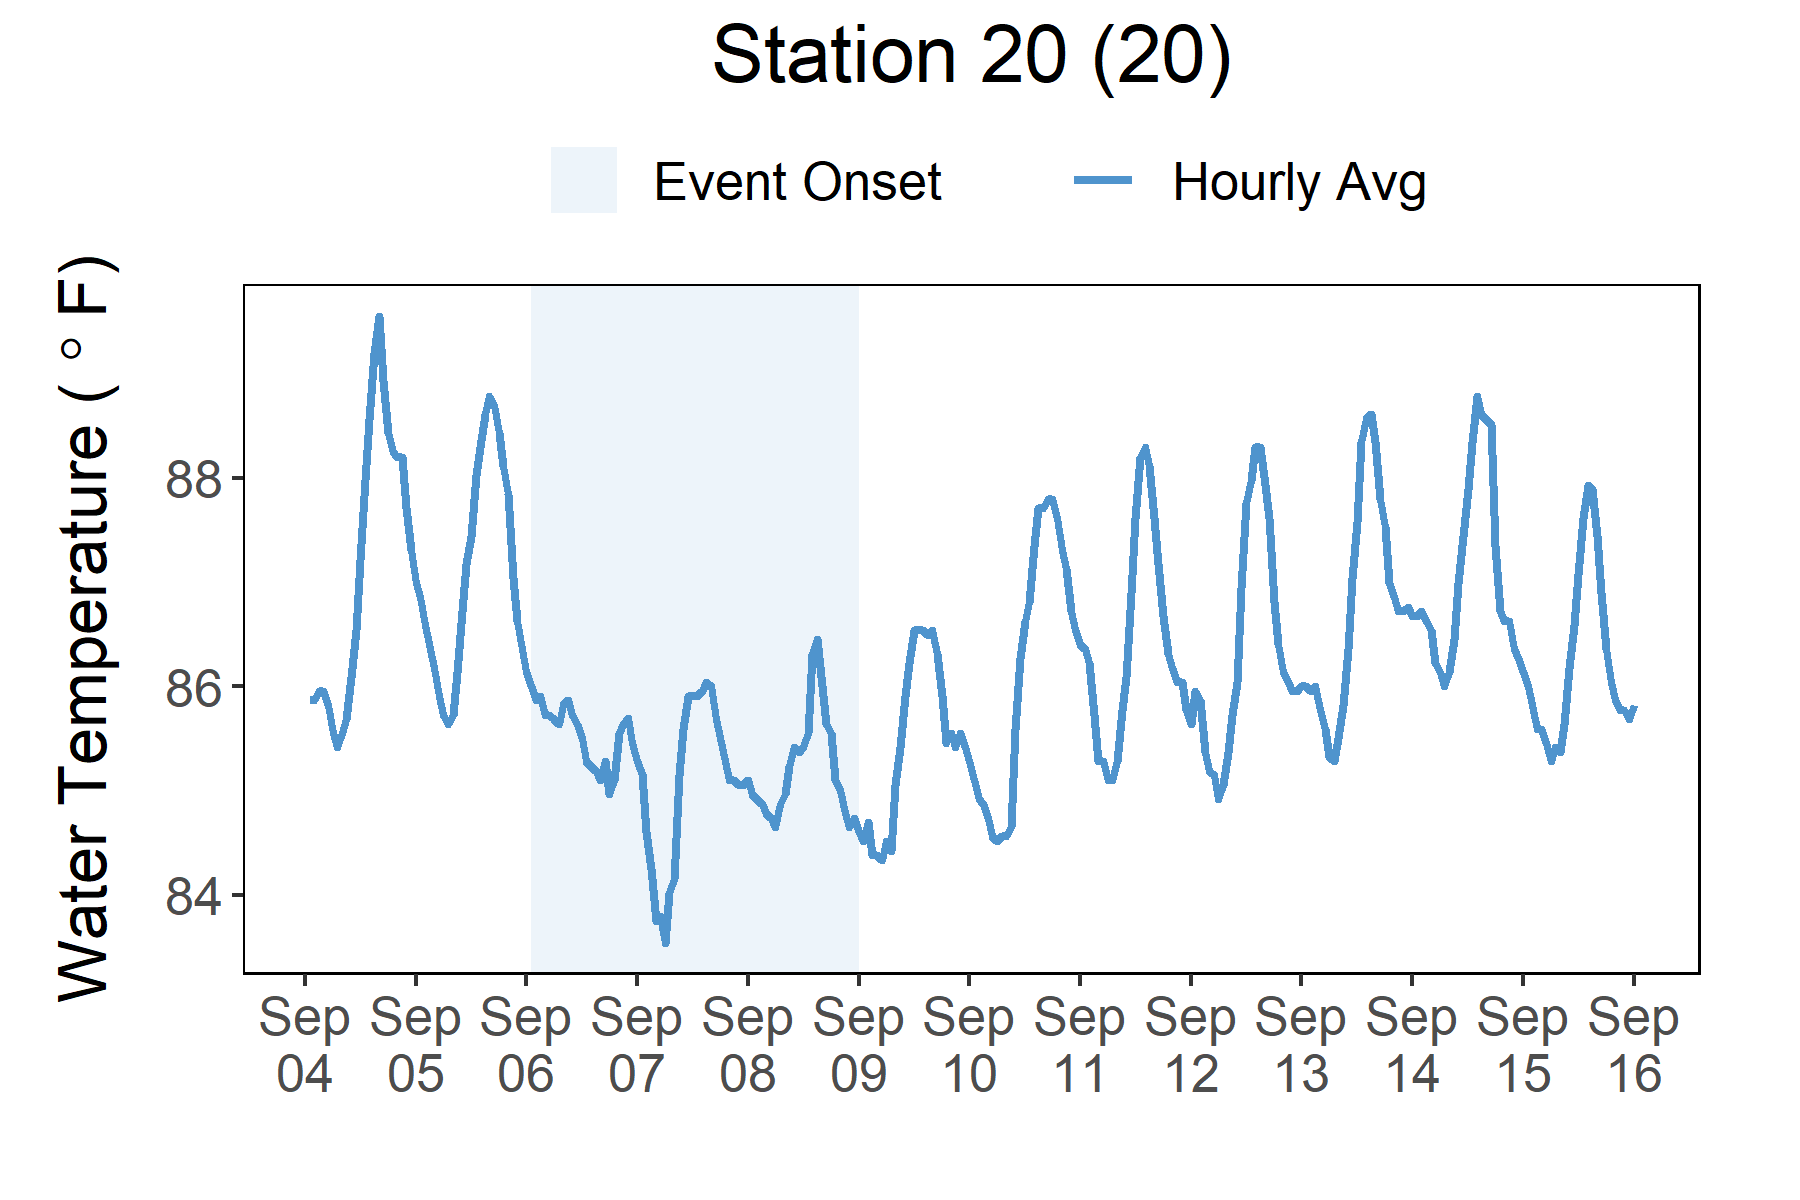 Station 20 (20)
Event Onset
Hourly Avg
Water Temperature ( ° F)
88
86
84
Sep 04
Sep 05
Sep 06
Sep 07
Sep 08
Sep 09
Sep 10
Sep 11
Sep 12
Sep 13
Sep 14
Sep 15
Sep 16